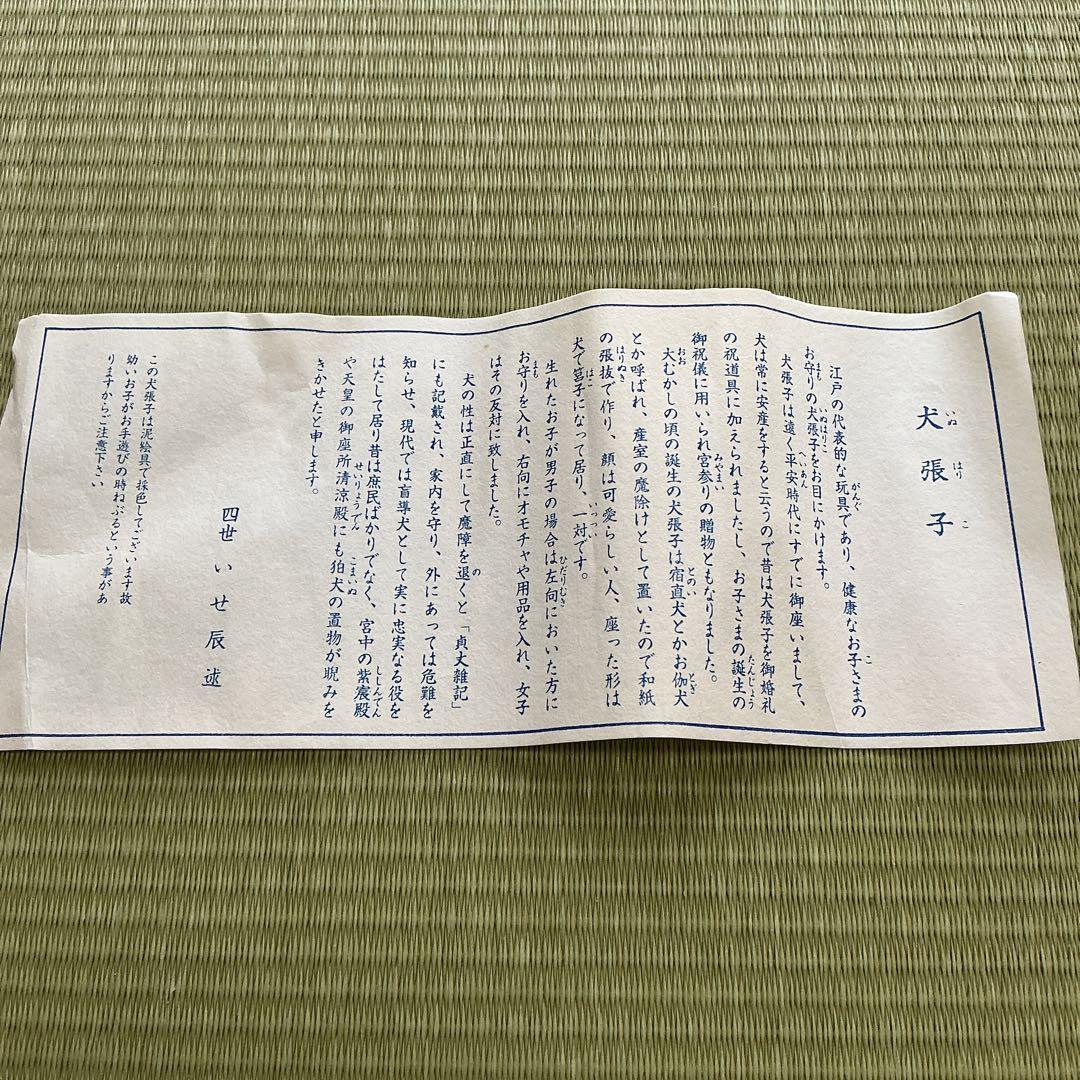 犬張子
江戸の代表的な玩具であり、健康なお子さまの
お守りの犬張子をお目にかけます。
犬張子は遠く平安時代にすでに御座いまして、
犬は常に安産をすると云うので昔は犬張子を御婚礼
の祝道具に加えられましたし、お子さまの誕生の
御祝儀に用いられ宮参りの贈物ともなりました。
大むかしの頃の誕生の犬張子は宿直犬とかお伽犬
とか呼ばれ、産室の魔除けとして置いたので和紙
の張抜で作り、顔は可愛らしい人、座った形は
犬で筥子になって居り、一対です。
生れたお子が男子の場合は左向においた方に
お守りを入れ、右向にオモチャや用品を入れ、女子
はその反対に致しました。
犬の性は正直にして魔障を退くと「貞丈雑記」
にも記載され、家内を守り、外にあっては危難を
知らせ、現代では盲導犬として実に忠実なる役を
はたして居り昔は庶民ばかりでなく、宮中の紫宸殿
や天皇の御座所清涼殿にも狛犬の置物が睨みを
きかせたと申します。
四世 いせ辰 述
この犬張子は泥絵具で採色してございます故
幼いお子がお手遊びの時ねぶるという事があ
りますからご注意下さい